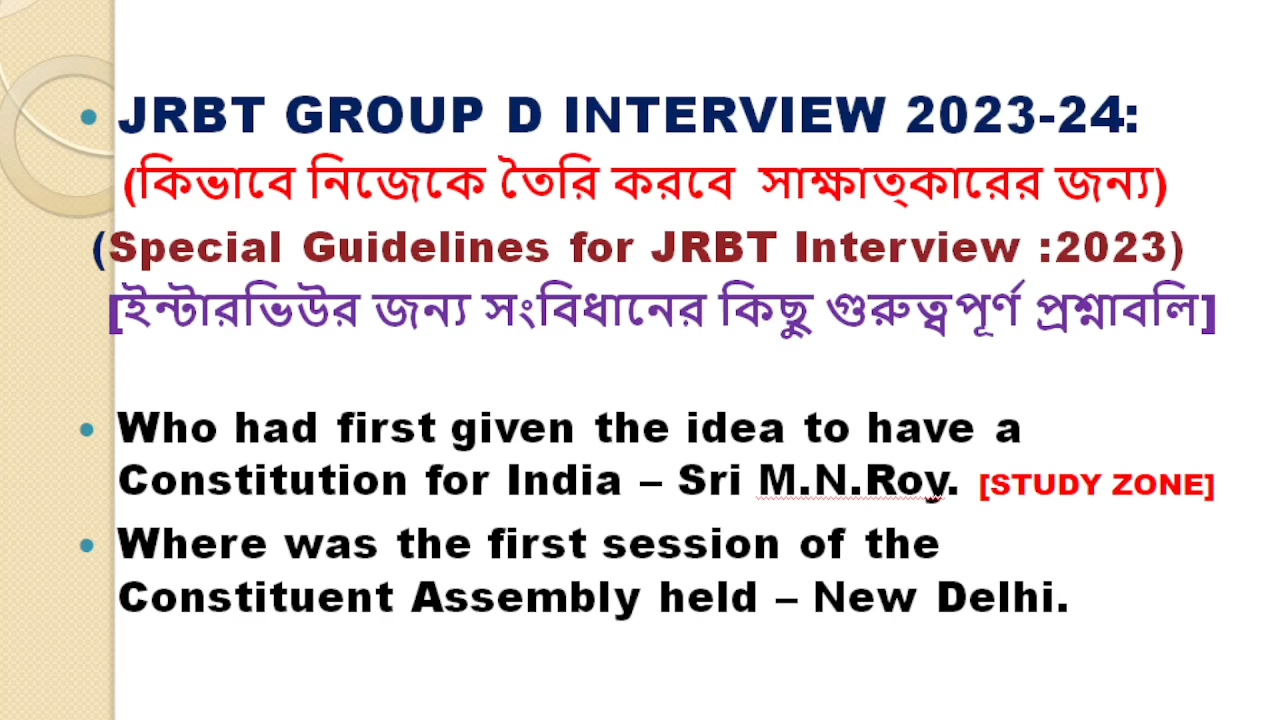 • JRBT GROUP D INTERVIEW 2023-24:
(কিভাবে নিজেকে তৈরি করবে সাক্ষাত্কারের জন্য)
(Special Guidelines for JRBT Interview :2023)
[ইন্টারভিউর জন্য সংবিধানের কিছু গুরুত্বপূর্ণ প্রশ্নাবলি]
• Who had first given the idea to have a
Constitution for India – Sri M.N.Roy. [STUDY ZONE]
• Where was the first session of the
Constituent Assembly held – New Delhi.